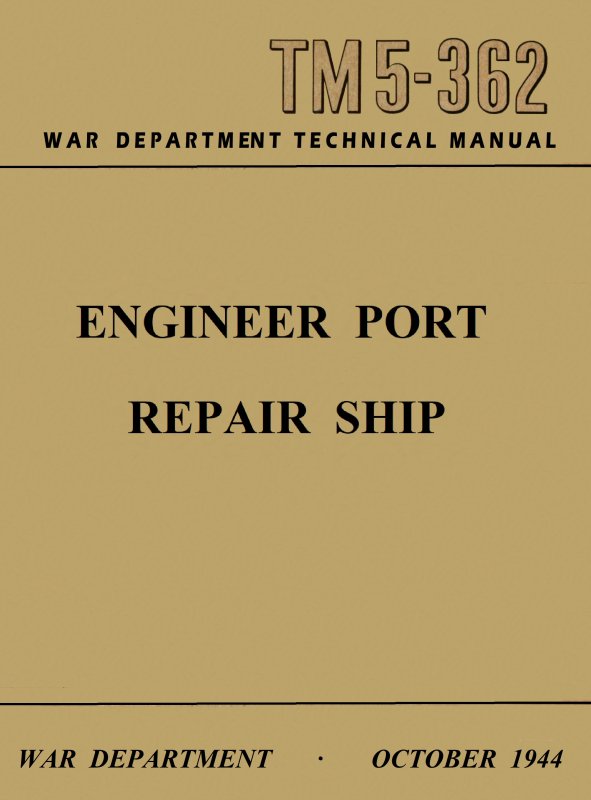 TM 5-362
WAR DEPARTMENT TECHNICAL MANUAL
ENGINEER PORT
REPAIR SHIP
WAR DEPARTMENT · OCTOBER 1944